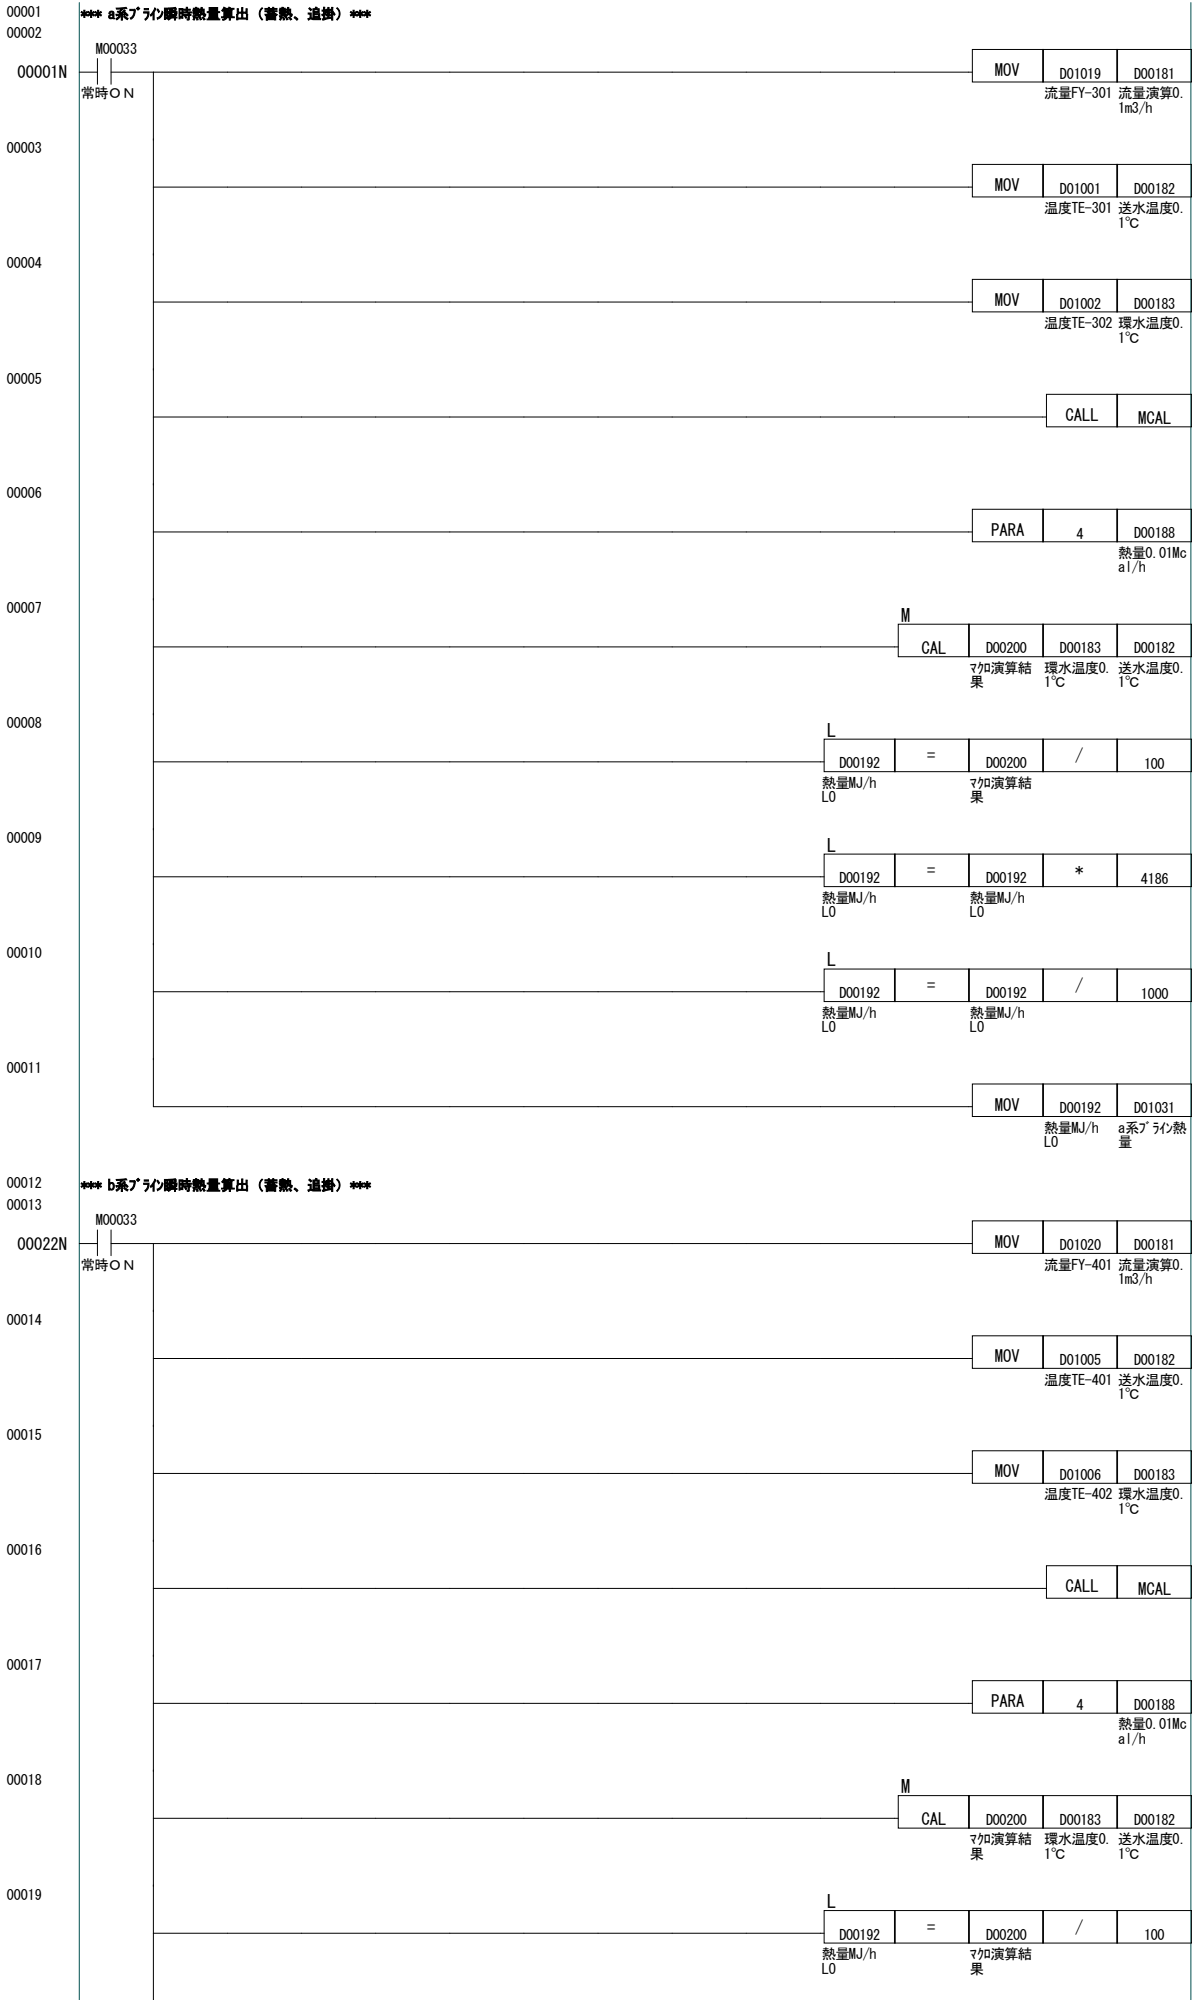 00001
*** a系ﾌﾞﾗｲﾝ瞬時熱量算出（蓄熱、追掛）***
00002
M00033
00001N
MOV D01019 D00181
常時ＯＮ
流量FY-301 流量演算0.
1m3/h
00003
MOV D01001 D00182
温度TE-301 送水温度0.
1℃
00004
MOV D01002 D00183
温度TE-302 環水温度0.
1℃
00005
CALL MCAL
00006
PARA 4 D00188
熱量0.01Mc
al/h
00007
M
CAL D00200 D00183 D00182
ﾏｸﾛ演算結 環水温度0. 送水温度0.
果 1℃ 1℃
00008
L
D00192 = D00200 / 100
熱量MJ/h ﾏｸﾛ演算結
L0 果
00009
L
D00192 = D00192 * 4186
熱量MJ/h 熱量MJ/h
L0 L0
00010
L
D00192 = D00192 / 1000
熱量MJ/h 熱量MJ/h
L0 L0
00011
MOV D00192 D01031
熱量MJ/h a系ﾌﾞﾗｲﾝ熱
L0 量
00012
*** b系ﾌﾞﾗｲﾝ瞬時熱量算出（蓄熱、追掛）***
00013
M00033
00022N
MOV D01020 D00181
常時ＯＮ
流量FY-401 流量演算0.
1m3/h
00014
MOV D01005 D00182
温度TE-401 送水温度0.
1℃
00015
MOV D01006 D00183
温度TE-402 環水温度0.
1℃
00016
CALL MCAL
00017
PARA 4 D00188
熱量0.01Mc
al/h
00018
M
CAL D00200 D00183 D00182
ﾏｸﾛ演算結 環水温度0. 送水温度0.
果 1℃ 1℃
00019
L
D00192 = D00200 / 100
熱量MJ/h ﾏｸﾛ演算結
L0 果